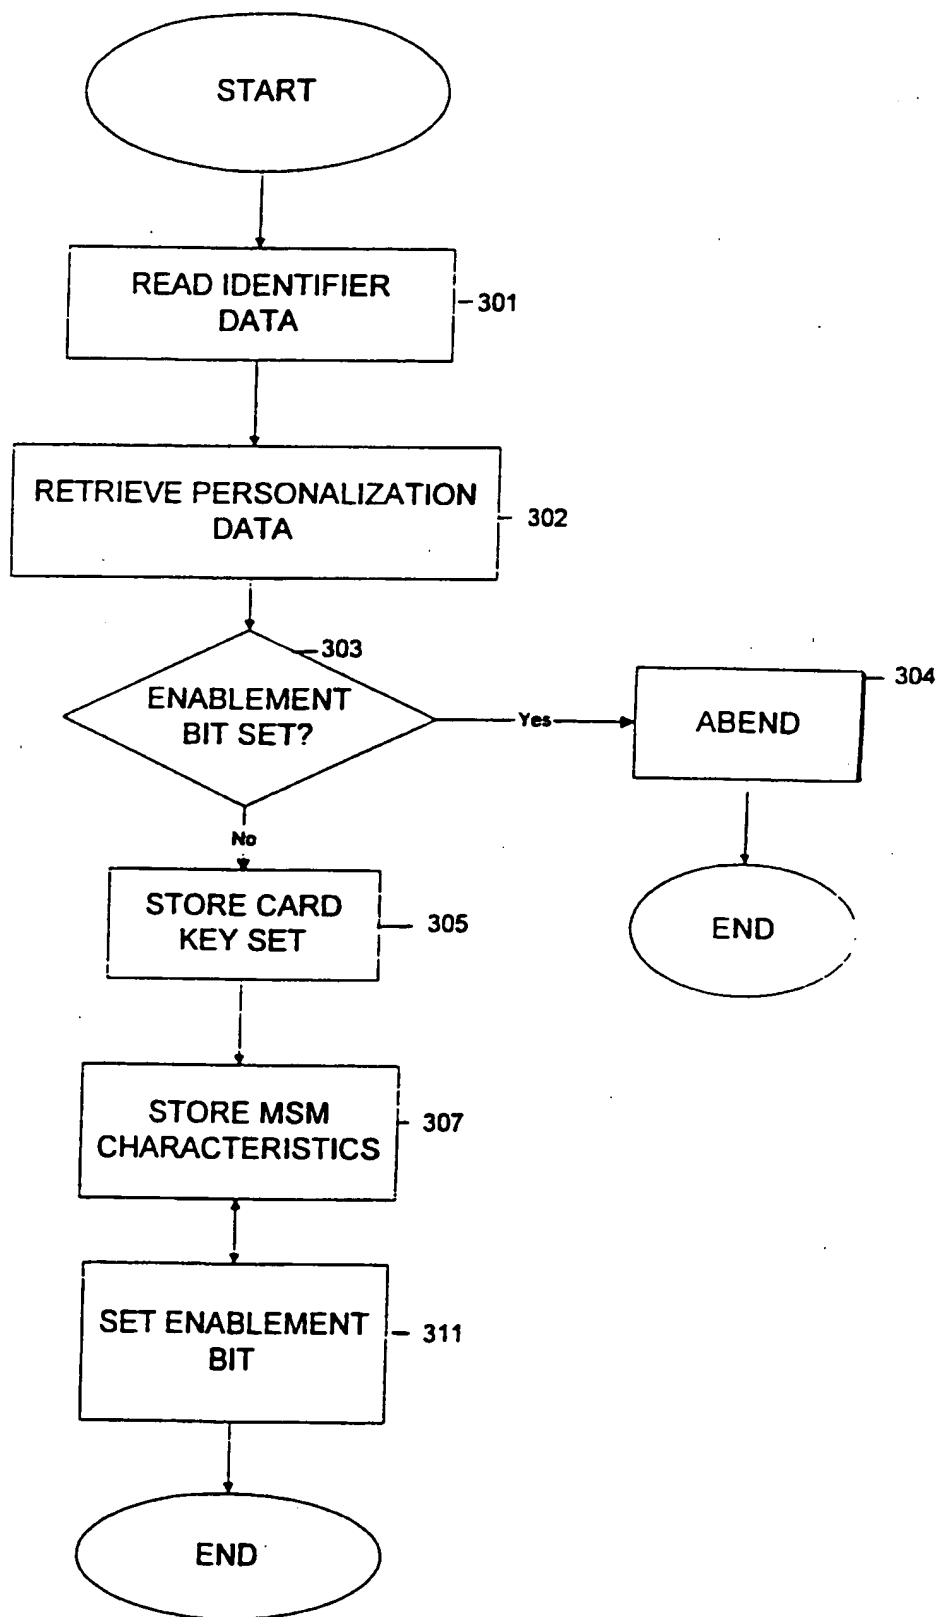 START
READ IDENTIFIER
DATA
301
RETRIEVE PERSONALIZATION
DATA
302
303
ENABLEMENT
BIT SET?
Yes
304
ABEND
No
END
STORE CARD
KEY SET
305
STORE MSM
CHARACTERISTICS
307
SET ENABLEMENT
BIT
311
END